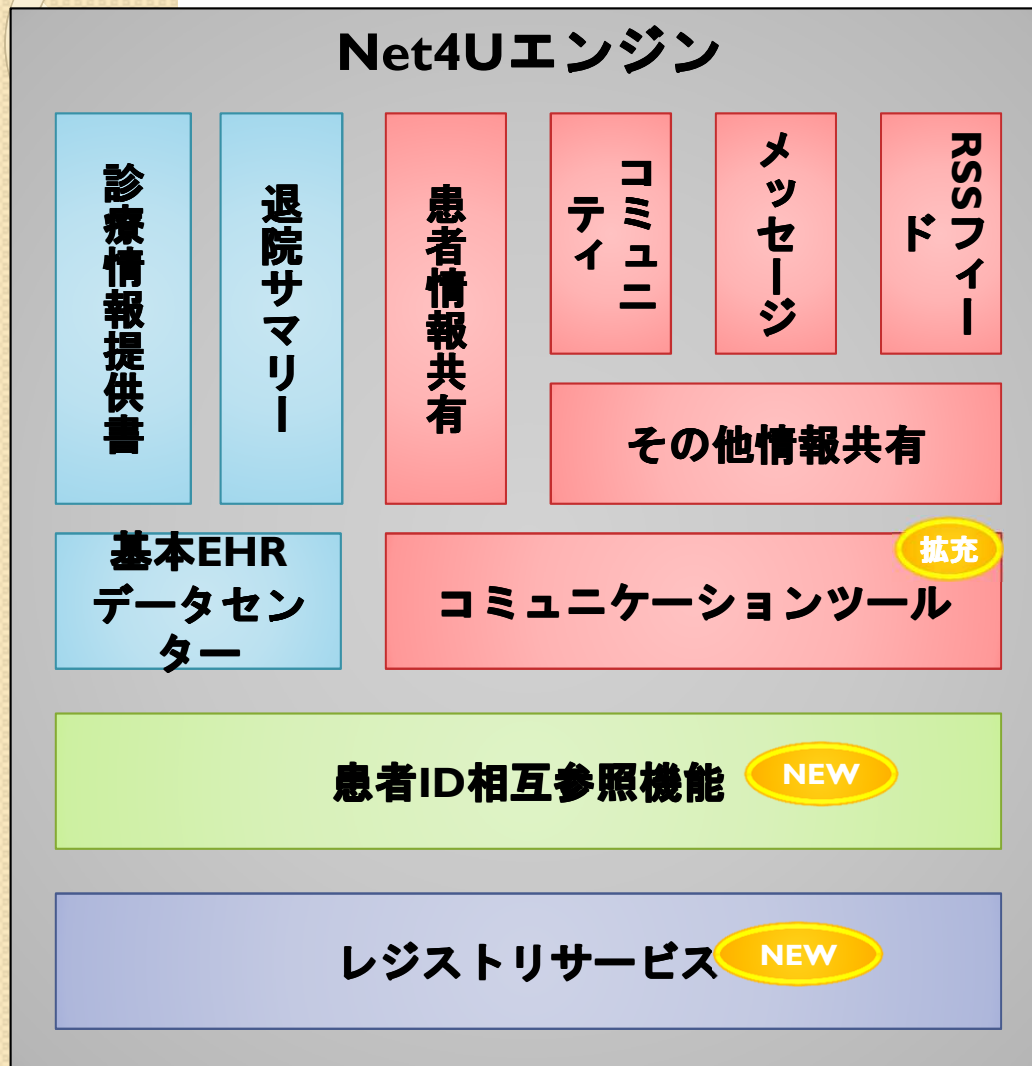 Net4Uエンジン
診療情報提供書
退院サマリー
患者情報共有
コミュニ
ティ
メッセージ
RSSフィー
ド
その他情報共有
基本EHR
データセン
ター
拡充
コミュニケーションツール
患者ID相互参照機能
NEW
レジストリサービス
NEW